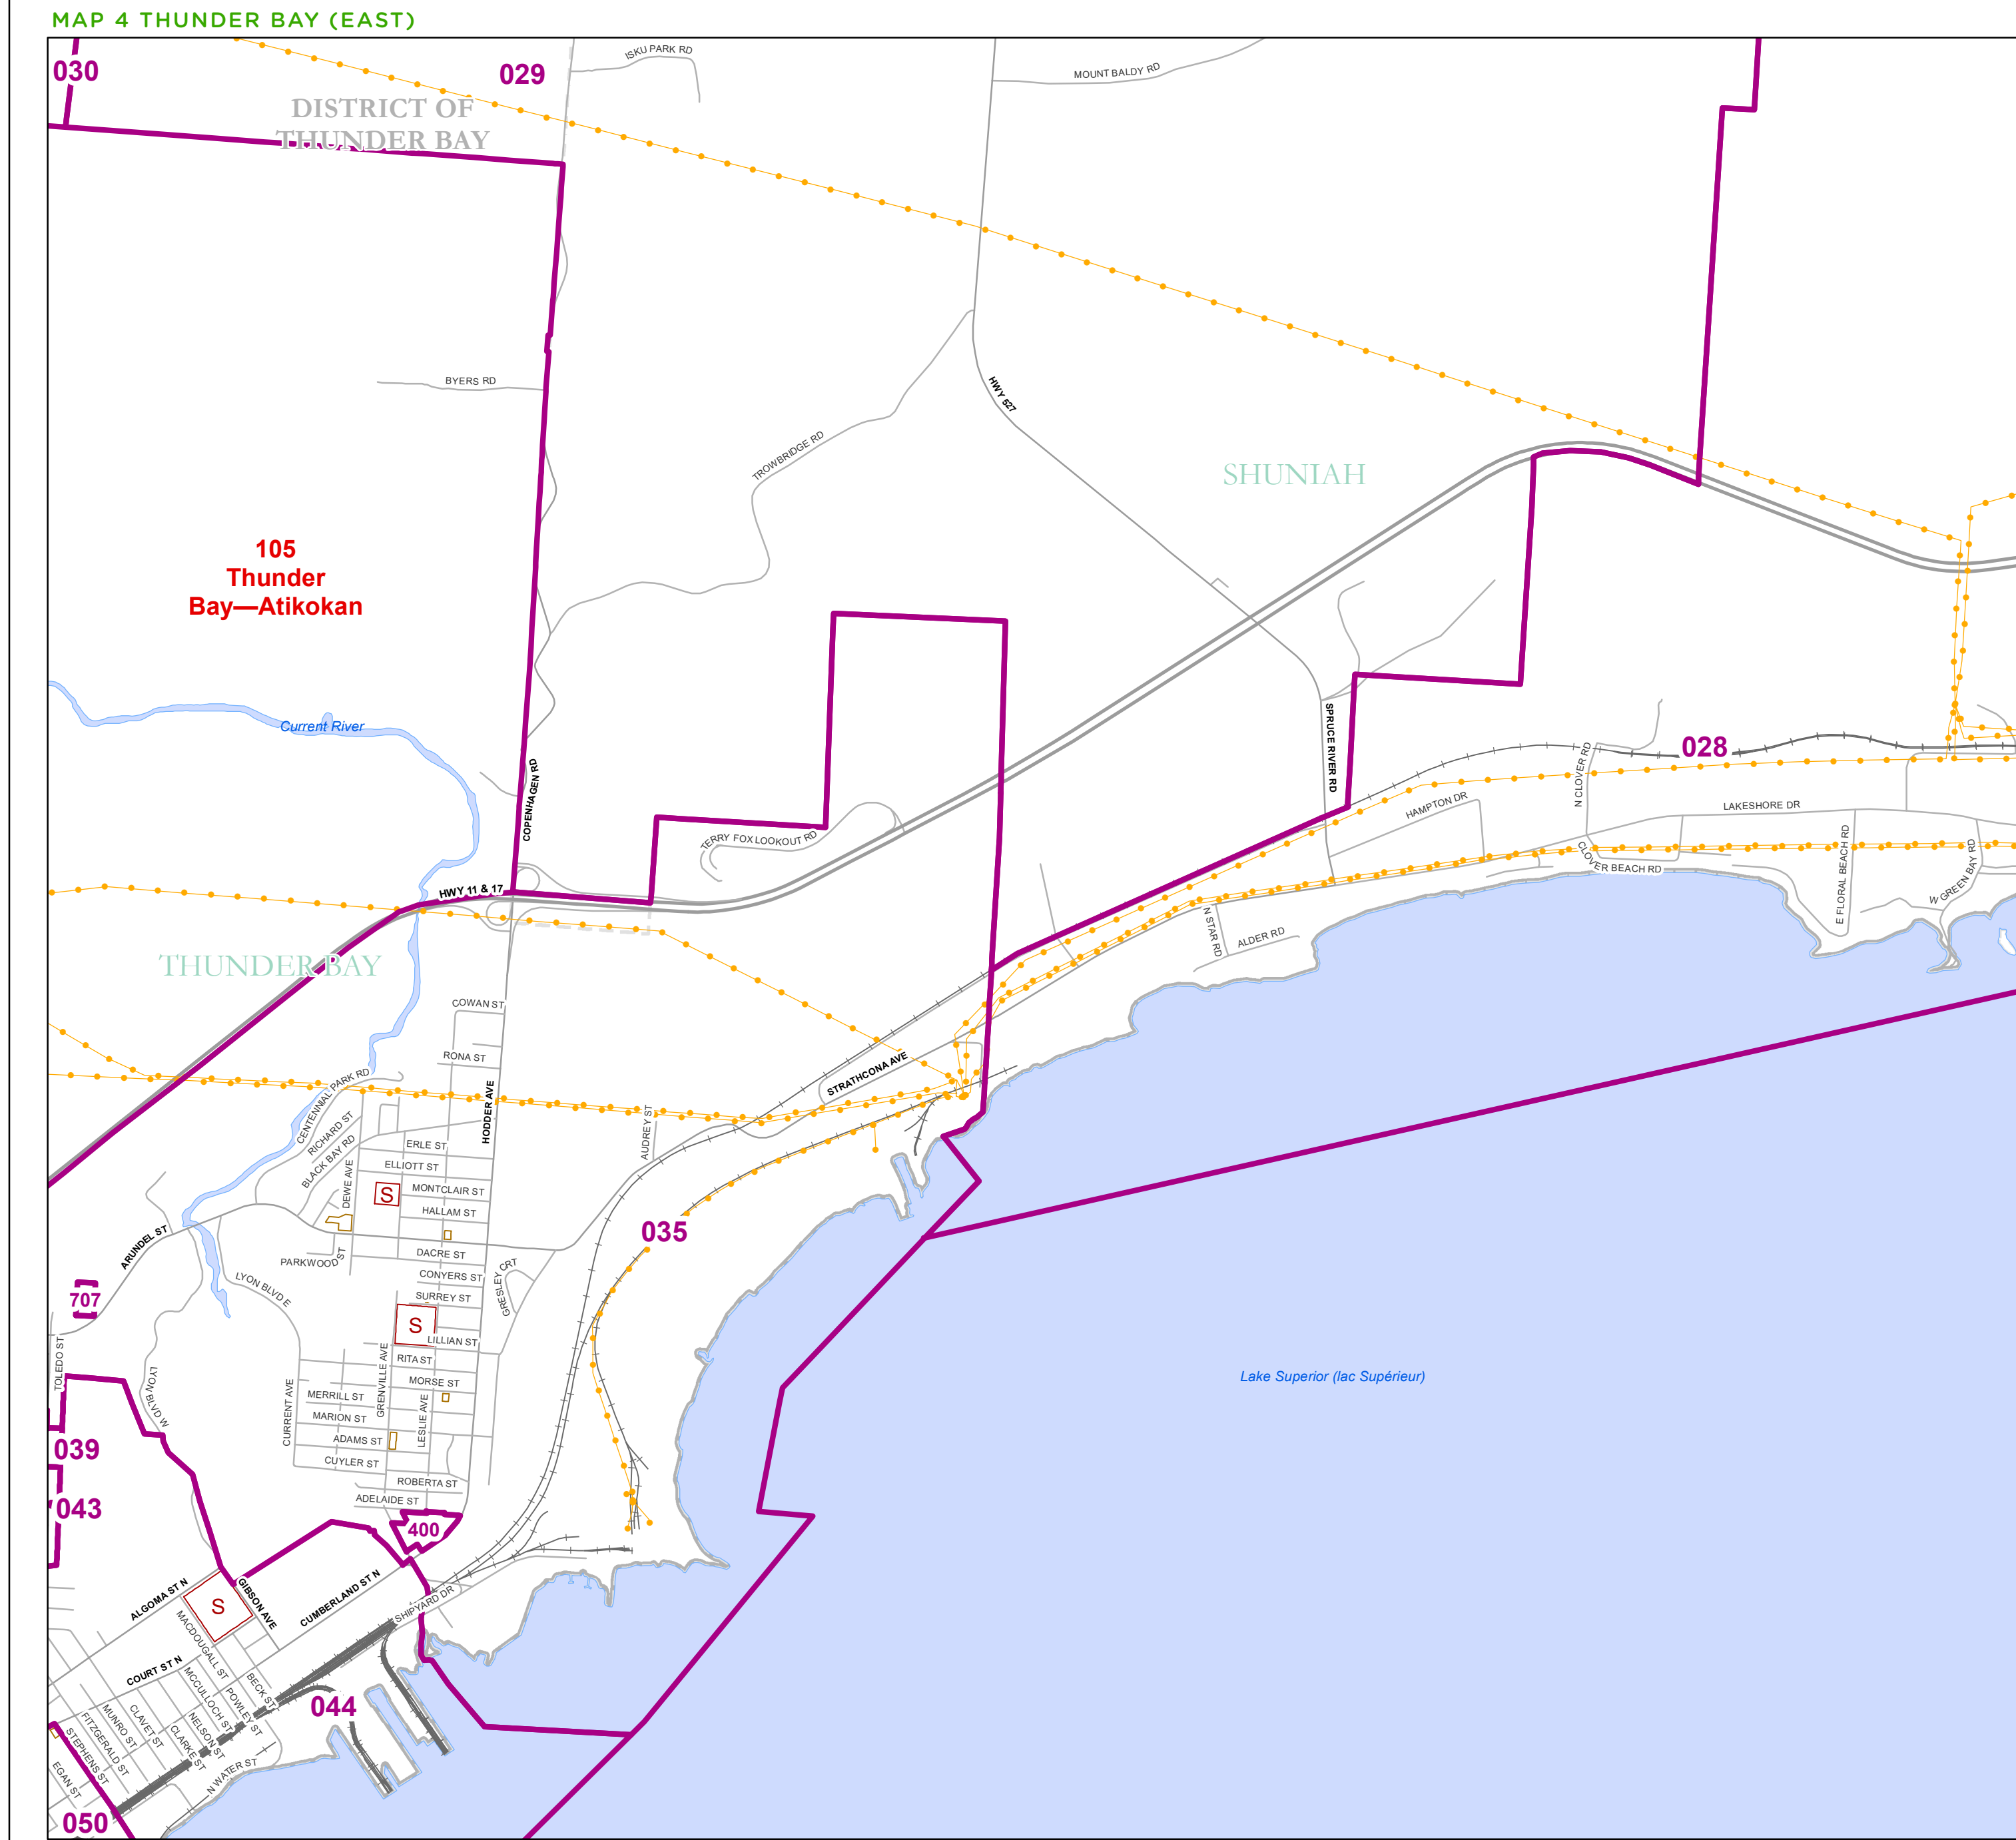 MAP 4 THUNDER BAY (EAST)
030
029
ISKU PARK RD
MOUNT BALDY RD
DISTRICT OF
THUNDER BAY
BYERS RD
HWY 527
TROWBRIDGE RD
SHUNIAH
105
Thunder
Bay—Atikokan
Current River
COPENHAGEN RD
SPRUCE RIVER RD
028
N CLOVER RD
HAMPTON DR
LAKESHORE DR
TERRY FOX LOOKOUT RD
CLOVER BEACH RD
E FLORAL BEACH RD
W GREEN BAY RD
HWY 11 & 17
N STAR RD
ALDER RD
THUNDER BAY
COWAN ST
RONA ST
STRATHCONA AVE
CENTENNIAL PARK RD
HODDER AVE
AUDREY ST
RICHARD ST
BLACK BAY RD
ERLE ST
ELLIOTT ST
DEWE AVE
S
MONTCLAIR ST
HALLAM ST
035
ARUNDEL ST
PARKWOOD ST
DACRE ST
CONYERS ST
GRESLEY CRT
LYON BLVD E
SURREY ST
707
S
LILLIAN ST
TOLEDO ST
RITA ST
GRENVILLE AVE
MORSE ST
Lake Superior (lac Supérieur)
LYON BLVD W
MERRILL ST
CURRENT AVE
MARION ST
LESLIE AVE
ADAMS ST
039
CUYLER ST
ROBERTA ST
ADELAIDE ST
043
400
ALGOMA ST N
S
GIBSON AVE
CUMBERLAND ST N
SHIPYARD DR
MACDOUGALL ST
COURT ST N
BECK ST
MCCULLOCH ST
POWLEY ST
044
NELSON ST
CLAVET ST
MUNRO ST
CLARKE ST
FITZGERALD ST
STEPHENS ST
N WATER ST
EGAN ST
050